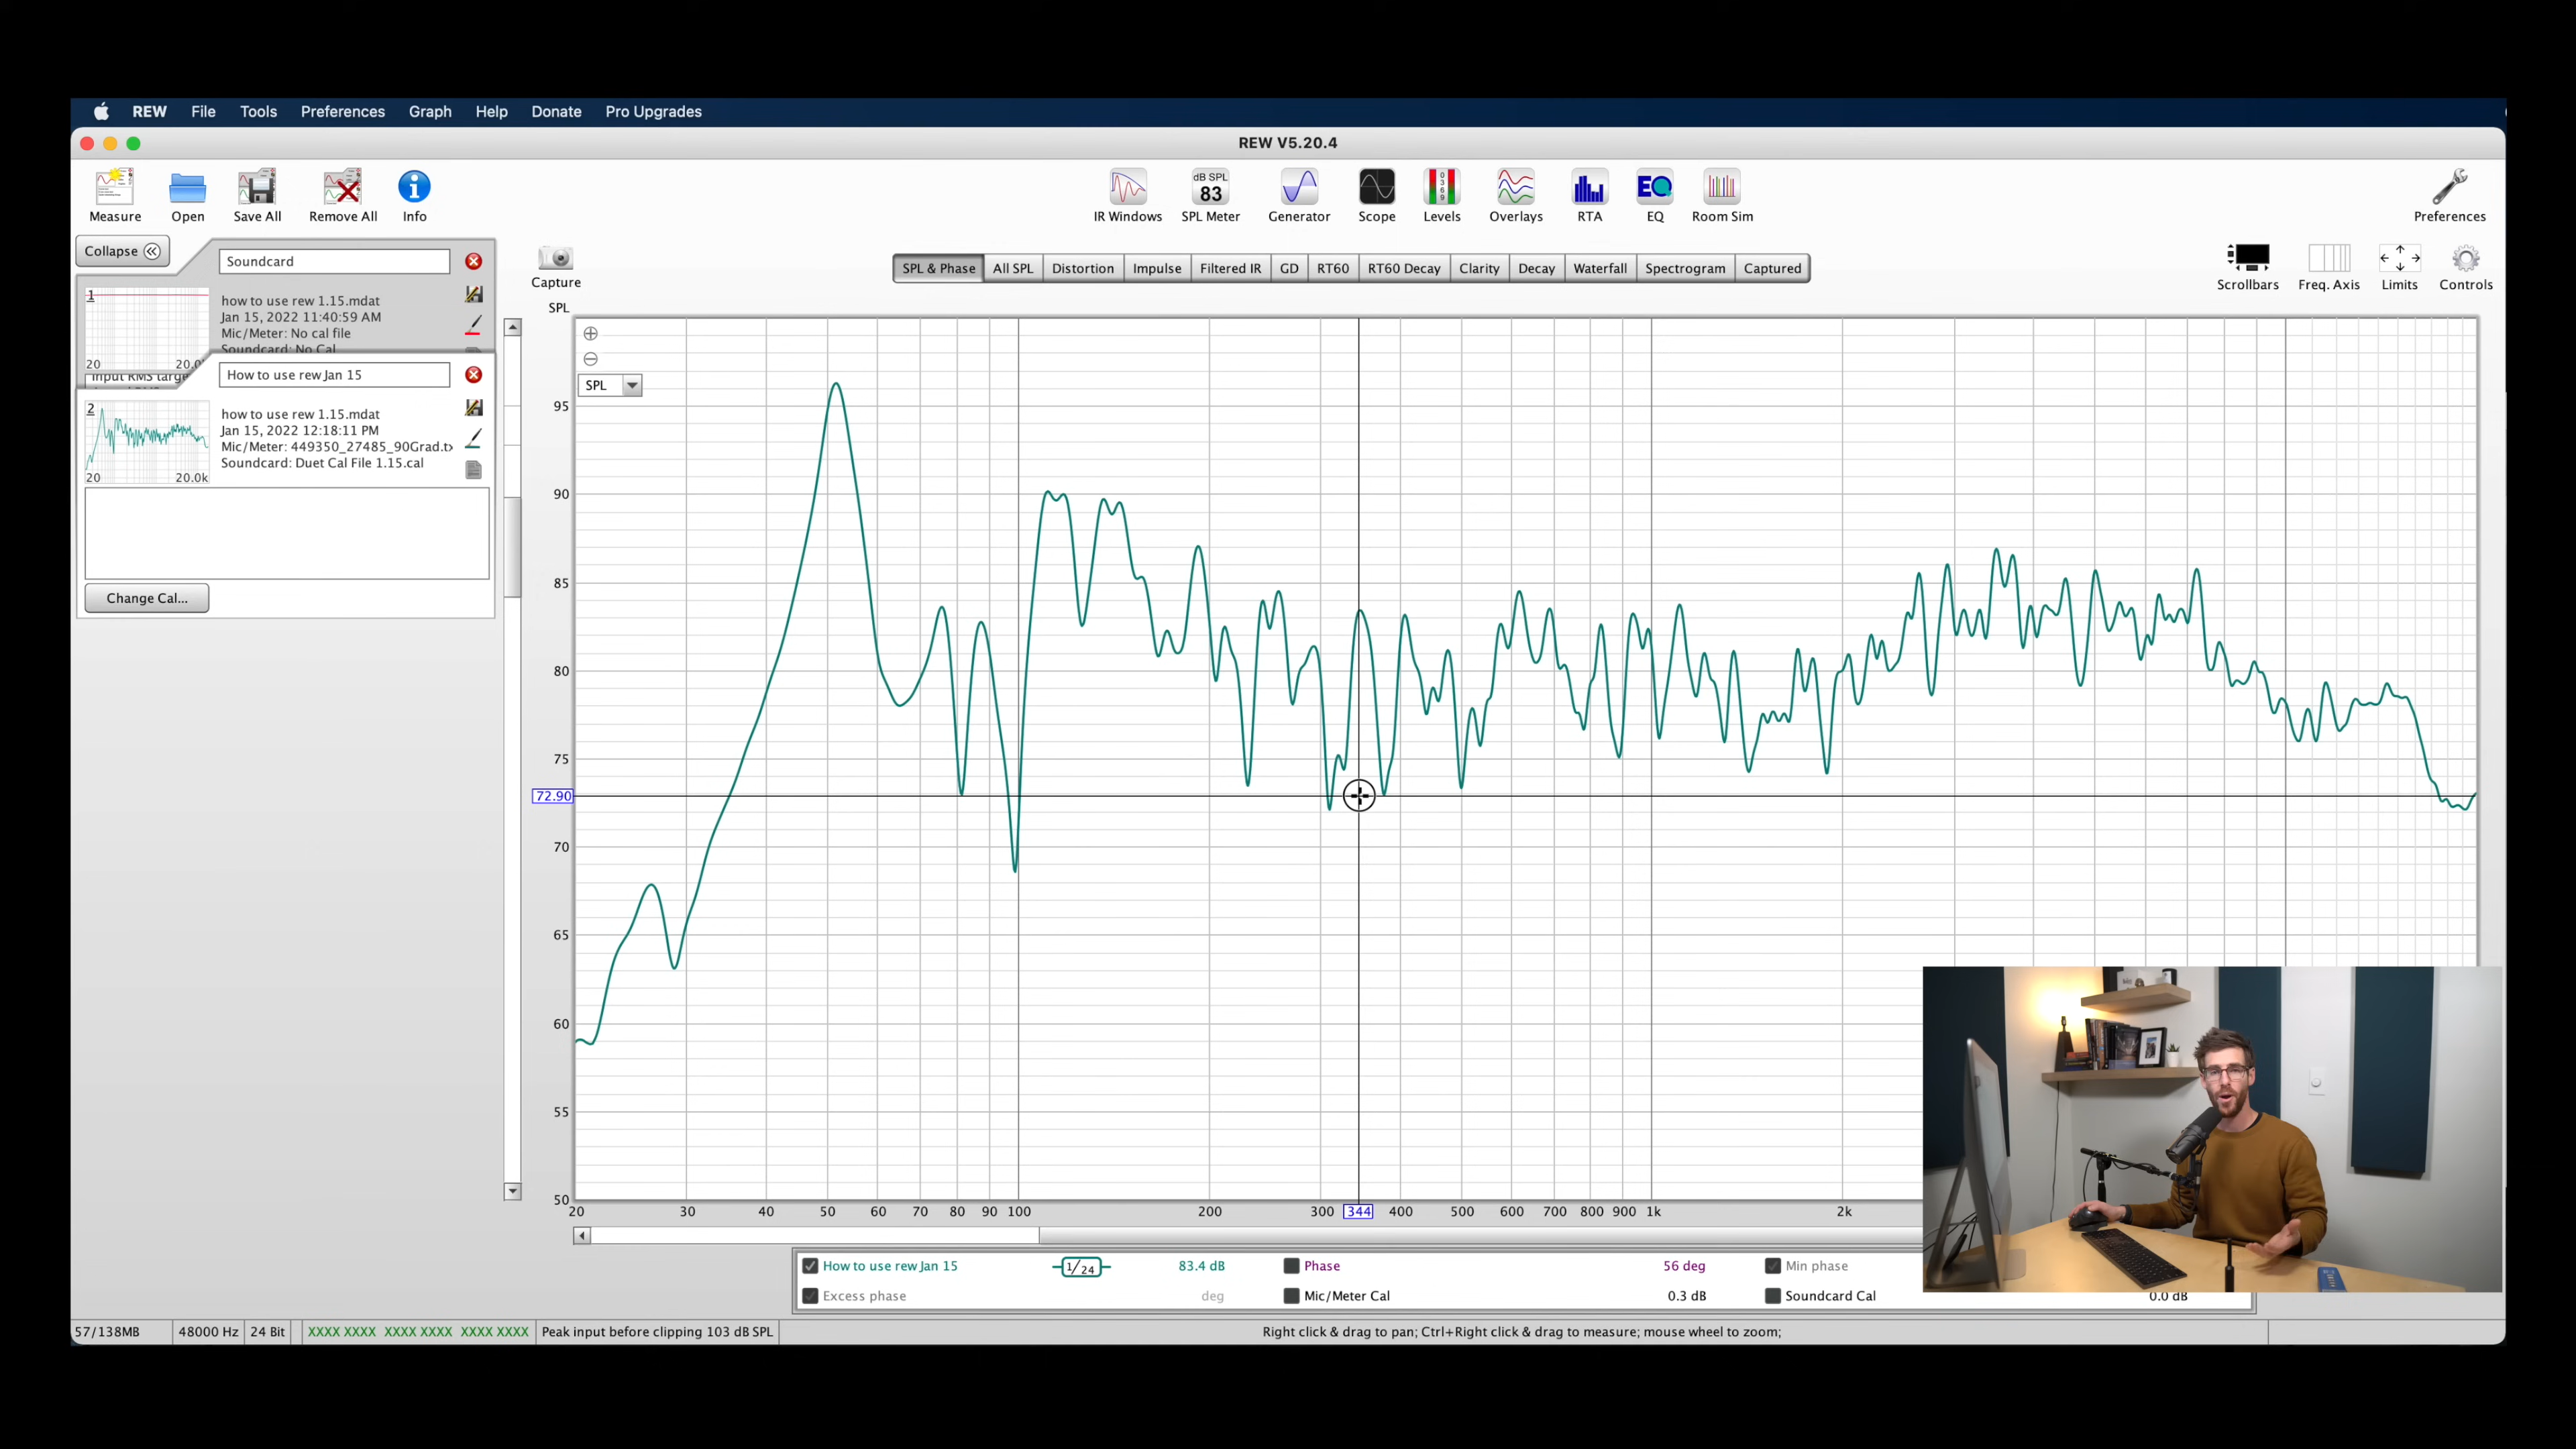 REW File Tools Preferences Graph Help Donate Pro Upgrades
REW V5.20.4
Measure Open Save All Remove All Info
IR Windows SPL Meter Generator Scope Levels Overlays RTA EQ Room Sim
dB SPL
83
EQ
Preferences
Collapse
Soundcard
1
how to use rew 1.15.mdat
Jan 15, 2022 11:40:59 AM
Mic/Meter: No cal file
Soundcard: No Cal
20 20.0
Input RMS targe
How to use rew Jan 15
2
how to use rew 1.15.mdat
Jan 15, 2022 12:18:11 PM
Mic/Meter: 449350_27485_90Grad.tx
Soundcard: Duet Cal File 1.15.cal
20 20.0k
Change Cal...
Capture
SPL & Phase All SPL Distortion Impulse Filtered IR GD RT60 RT60 Decay Clarity Decay Waterfall Spectrogram Captured
Scrollbars Freq. Axis Limits Controls
SPL
SPL
95
90
85
80
75
72.90
70
65
60
55
50
20 30 40 50 60 70 80 90 100 200 300 344 400 500 600 700 800 900 1k 2k
How to use rew Jan 15 1/24 83.4 dB Phase 56 deg Min phase
Excess phase deg Mic/Meter Cal 0.3 dB Soundcard Cal 0.0 dB
57/138MB 48000 Hz 24 Bit XXXX XXXX XXXX XXXX XXXX XXXX Peak input before clipping 103 dB SPL Right click & drag to pan; Ctrl+Right click & drag to measure; mouse wheel to zoom;